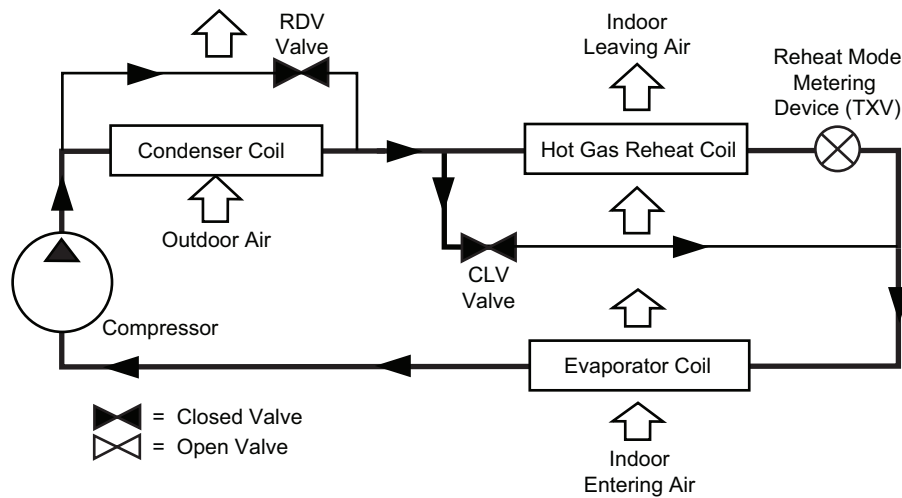 RDV
Valve
Indoor
Leaving Air
Reheat Mode
Metering
Device (TXV)
Condenser Coil
Hot Gas Reheat Coil
Outdoor Air
CLV
Valve
Compressor
Evaporator Coil
= Closed Valve
= Open Valve
Indoor
Entering Air